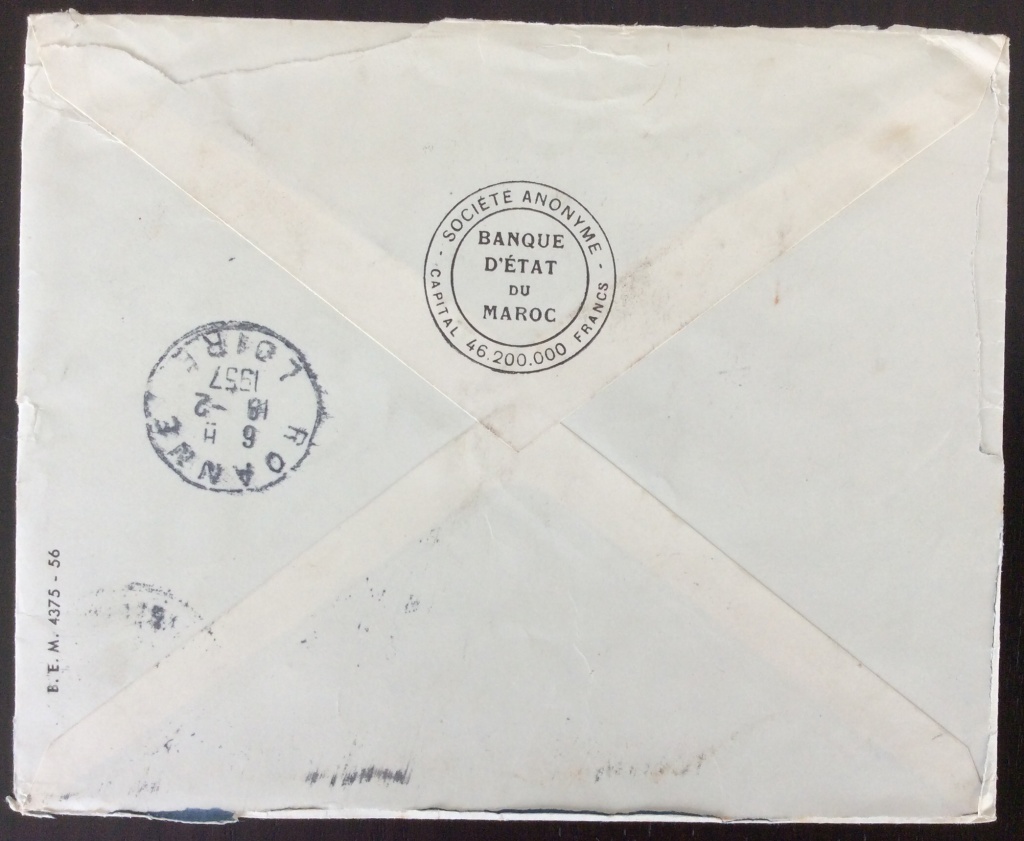 SOCIÉTÉ ANONYME
BANQUE
D'ÉTAT
DU
MAROC
- CAPITAL 46.200.000 FRANCS -
ROANNE
6 H
18 -2
1957
LOIRE
B. E. M. 4375 - 56